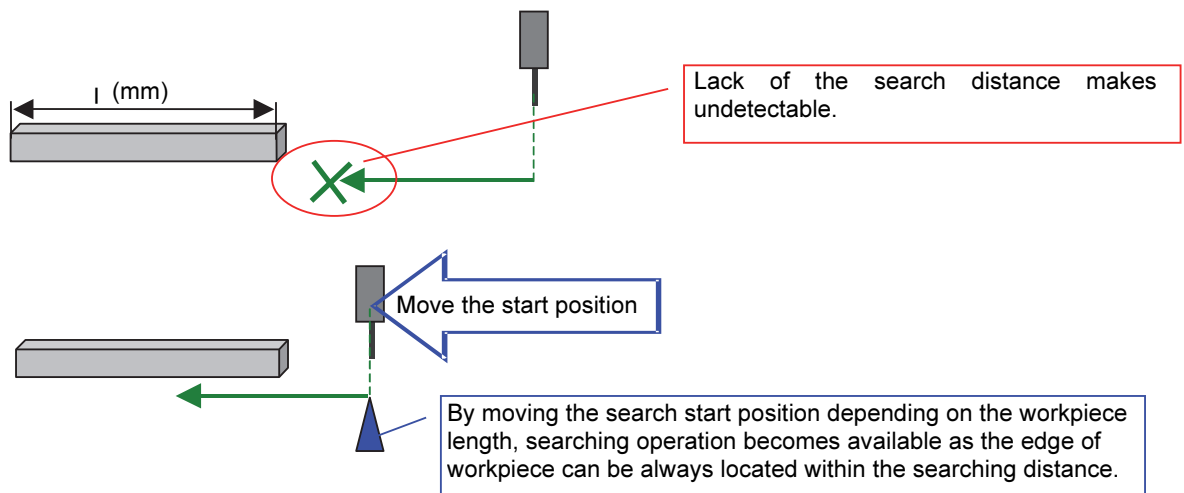 l (mm)
Lack of the search distance makes
undetectable.
Move the start position
By moving the search start position depending on the workpiece
length, searching operation becomes available as the edge of
workpiece can be always located within the searching distance.